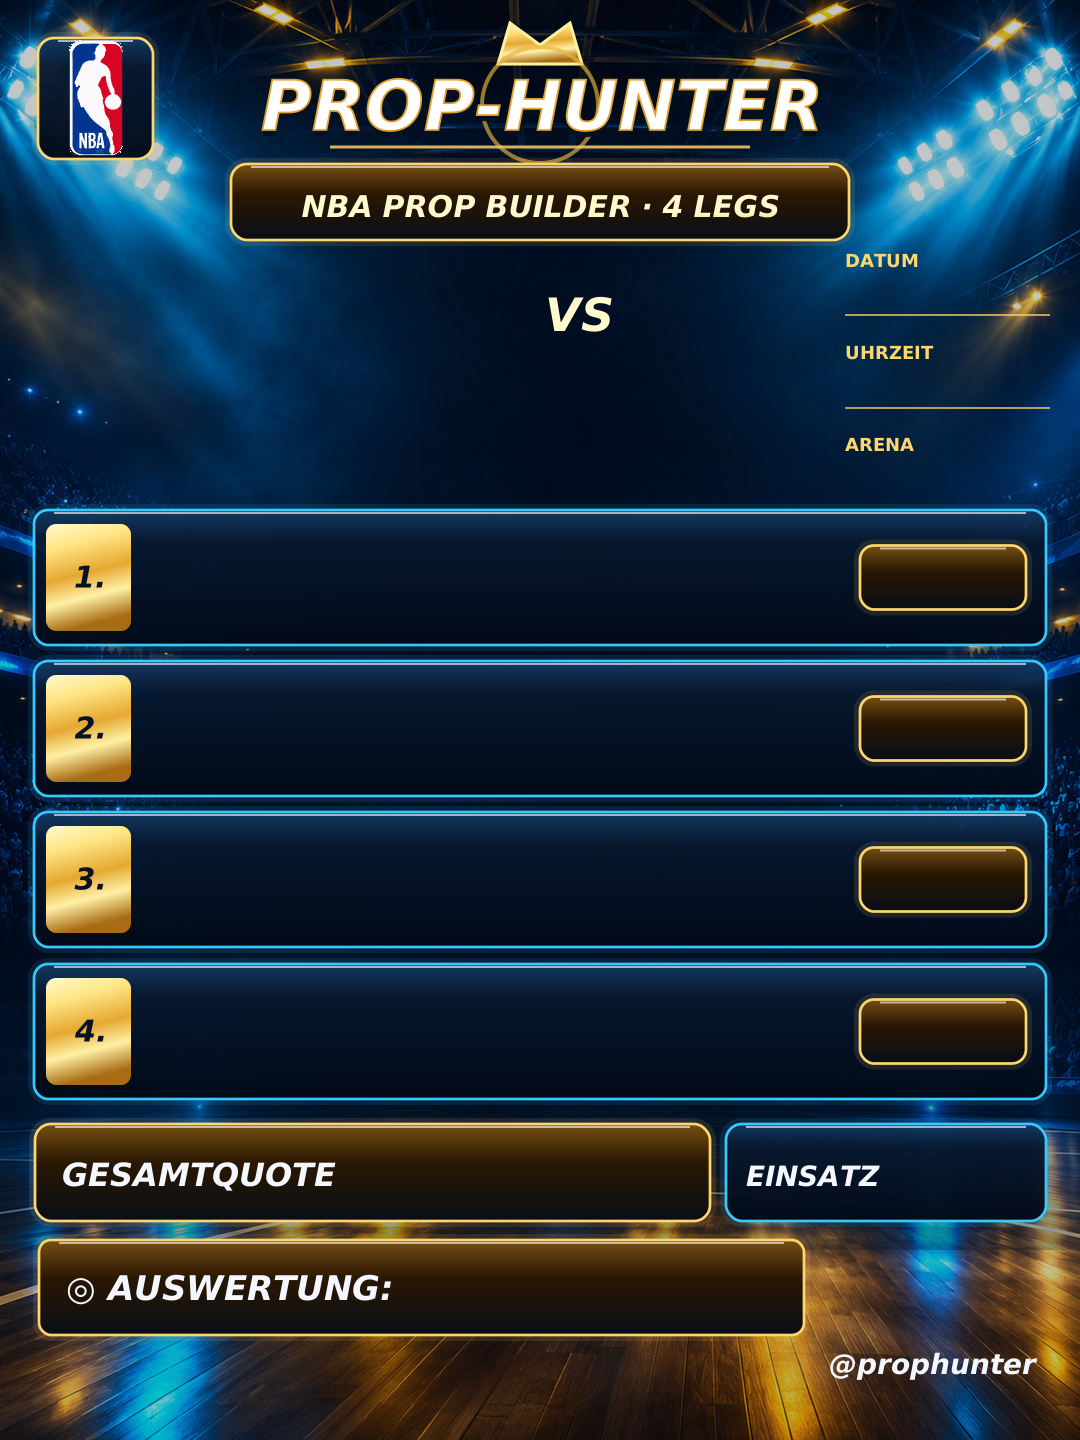 NBA
PROP-HUNTER
NBA PROP BUILDER · 4 LEGS
VS
DATUM
UHRZEIT
ARENA
1.
2.
3.
4.
GESAMTQUOTE
EINSATZ
◎ AUSWERTUNG:
@prophunter